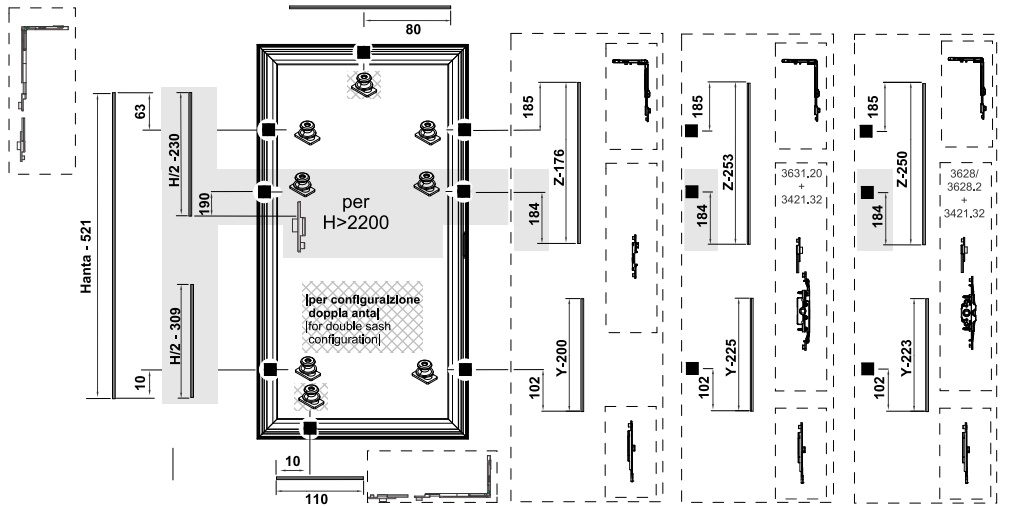 80
63
H/2 -230
190
Hanta - 521
H/2 - 309
10
per
H>2200
|per configuraIzione
doppla anta|
|for double sash
configuration|
10
110
185
Z-176
184
Y-200
102
185
Z-253
184
3631.20
+
3421.32
Y-225
102
185
Z-250
184
3628/
3628.2
+
3421.32
Y-223
102